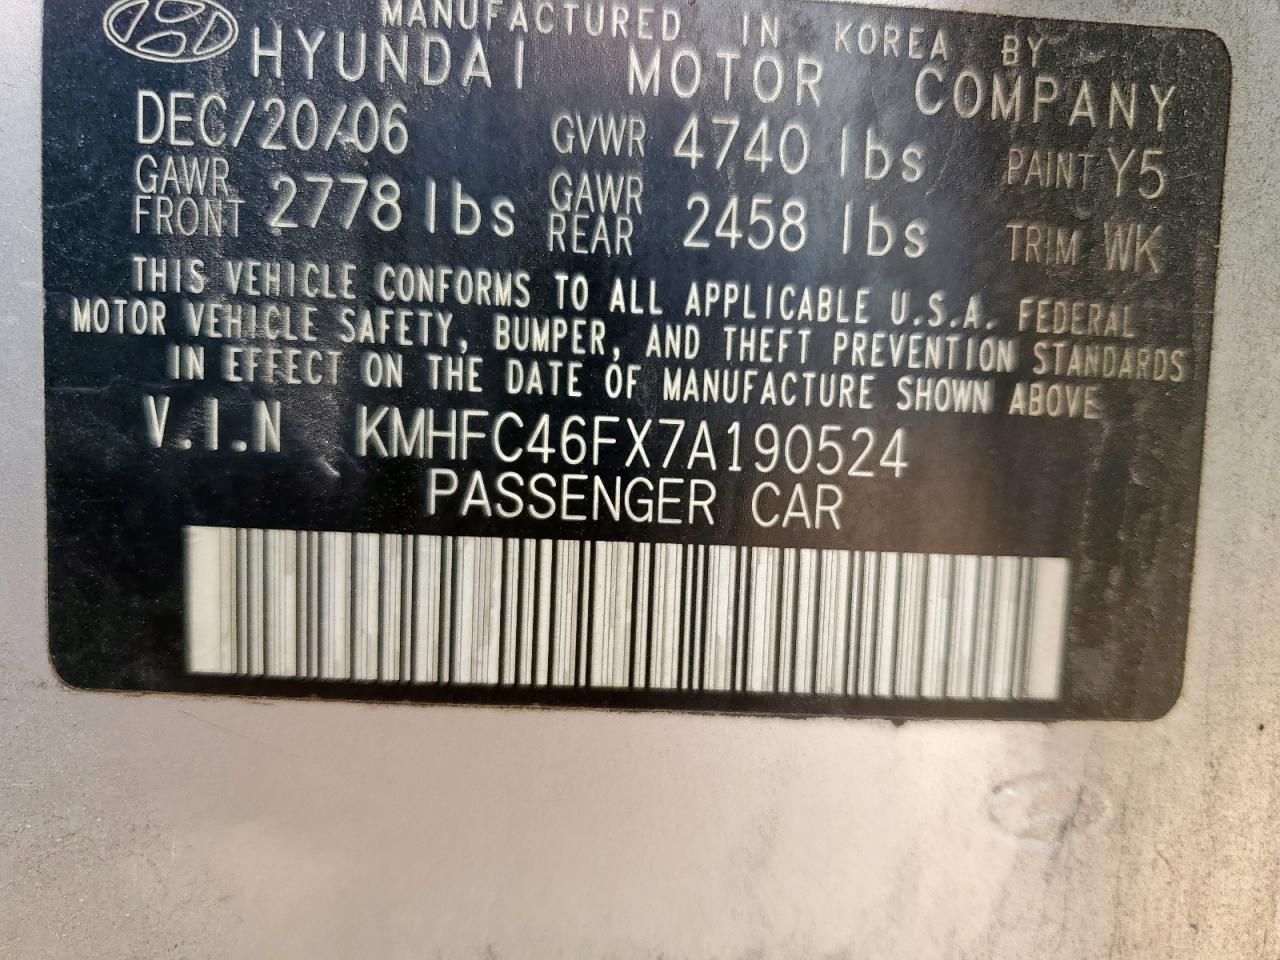 MANUFACTURED IN KOREA BY
HYUNDAI MOTOR COMPANY
DEC/20/06 GVWR 4740 lbs PAINT Y5
GAWR FRONT 2778 lbs GAWR REAR 2458 lbs TRIM WK
THIS VEHICLE CONFORMS TO ALL APPLICABLE U.S.A. FEDERAL
MOTOR VEHICLE SAFETY, BUMPER, AND THEFT PREVENTION STANDARDS
IN EFFECT ON THE DATE OF MANUFACTURE SHOWN ABOVE
V.I.N KMHFC46FX7A190524
PASSENGER CAR